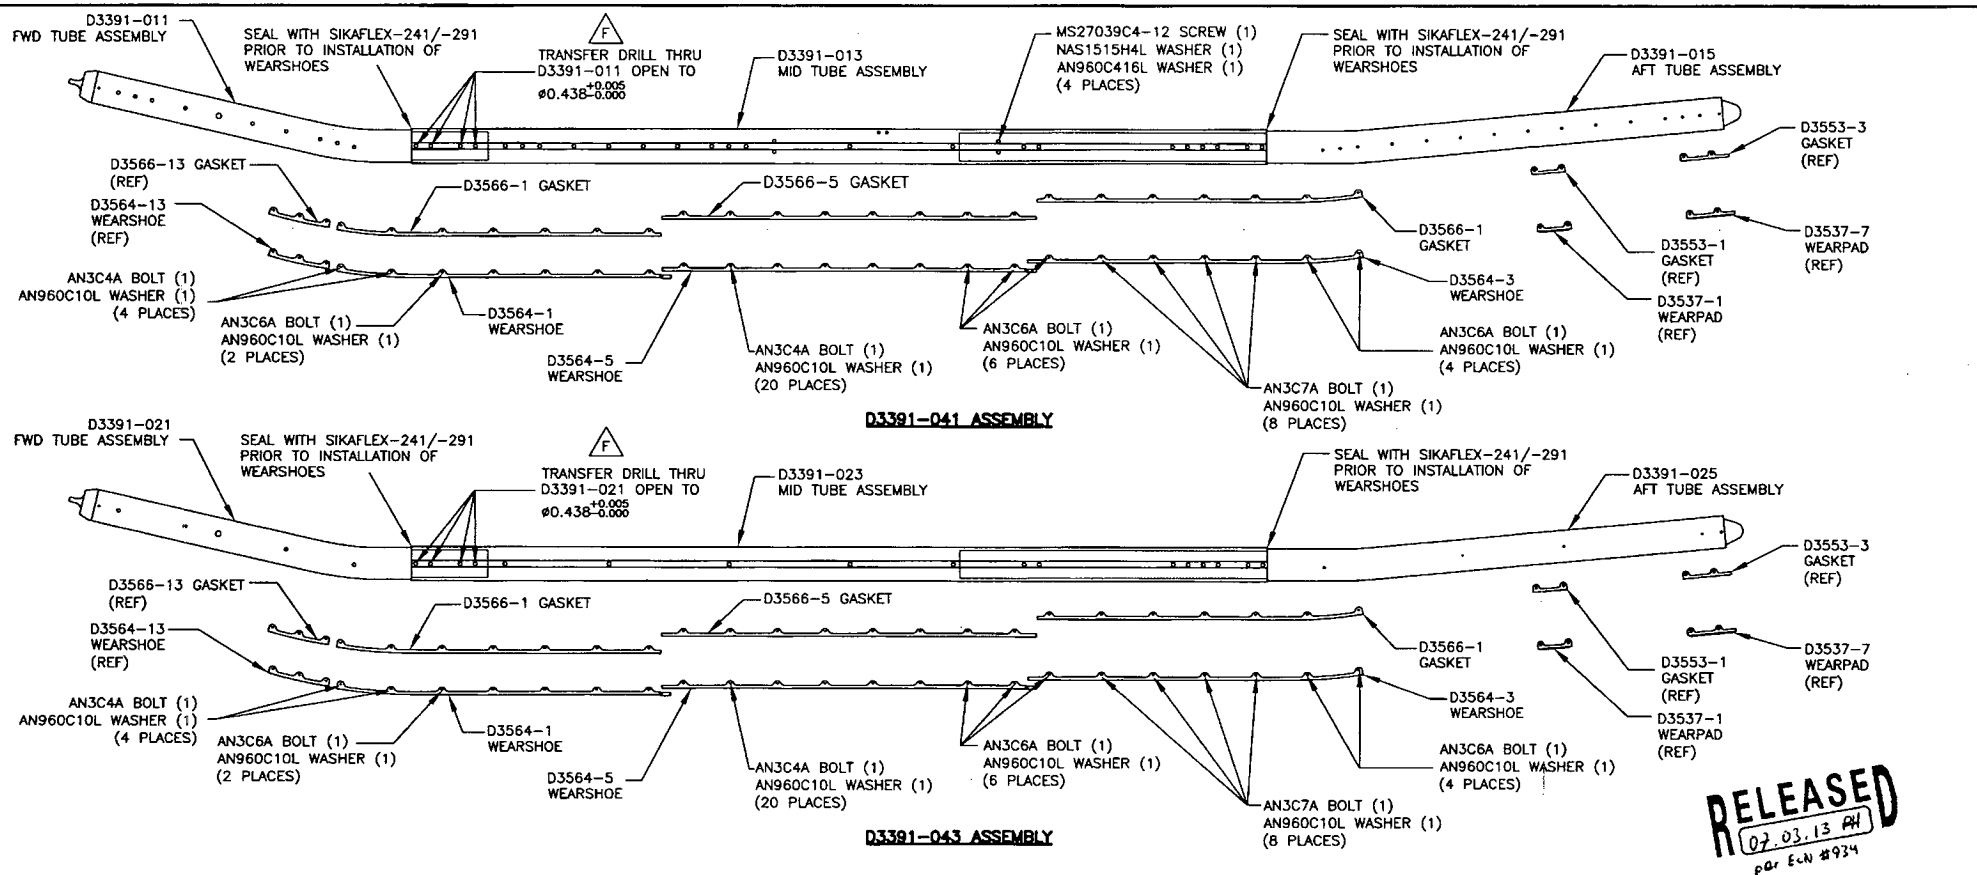 D3391-011
FWD TUBE ASSEMBLY
SEAL WITH SIKAFLEX-241/-291
PRIOR TO INSTALLATION OF
WEARSHOES
F
TRANSFER DRILL THRU
D3391-011 OPEN TO
ø0.438+0.005-0.000
D3391-013
MID TUBE ASSEMBLY
MS27039C4-12 SCREW (1)
NAS1515H4L WASHER (1)
AN960C416L WASHER (1)
(4 PLACES)
SEAL WITH SIKAFLEX-241/-291
PRIOR TO INSTALLATION OF
WEARSHOES
D3391-015
AFT TUBE ASSEMBLY
D3553-3
GASKET
(REF)
D3566-13 GASKET
(REF)
D3566-1 GASKET
D3566-5 GASKET
D3564-13
WEARSHOE
(REF)
D3566-1
GASKET
D3553-1
GASKET
(REF)
D3537-7
WEARPAD
(REF)
AN3C4A BOLT (1)
AN960C10L WASHER (1)
(4 PLACES)
AN3C6A BOLT (1)
AN960C10L WASHER (1)
(2 PLACES)
D3564-1
WEARSHOE
D3564-5
WEARSHOE
AN3C4A BOLT (1)
AN960C10L WASHER (1)
(20 PLACES)
AN3C6A BOLT (1)
AN960C10L WASHER (1)
(6 PLACES)
D3564-3
WEARSHOE
D3537-1
WEARPAD
(REF)
AN3C6A BOLT (1)
AN960C10L WASHER (1)
(4 PLACES)
AN3C7A BOLT (1)
AN960C10L WASHER (1)
(8 PLACES)
D3391-041 ASSEMBLY
D3391-021
FWD TUBE ASSEMBLY
SEAL WITH SIKAFLEX-241/-291
PRIOR TO INSTALLATION OF
WEARSHOES
F
TRANSFER DRILL THRU
D3391-021 OPEN TO
ø0.438+0.005-0.000
D3391-023
MID TUBE ASSEMBLY
SEAL WITH SIKAFLEX-241/-291
PRIOR TO INSTALLATION OF
WEARSHOES
D3391-025
AFT TUBE ASSEMBLY
D3553-3
GASKET
(REF)
D3566-13 GASKET
(REF)
D3566-1 GASKET
D3566-5 GASKET
D3564-13
WEARSHOE
(REF)
D3566-1
GASKET
D3553-1
GASKET
(REF)
D3537-7
WEARPAD
(REF)
AN3C4A BOLT (1)
AN960C10L WASHER (1)
(4 PLACES)
AN3C6A BOLT (1)
AN960C10L WASHER (1)
(2 PLACES)
D3564-1
WEARSHOE
D3564-5
WEARSHOE
AN3C4A BOLT (1)
AN960C10L WASHER (1)
(20 PLACES)
AN3C6A BOLT (1)
AN960C10L WASHER (1)
(6 PLACES)
D3564-3
WEARSHOE
D3537-1
WEARPAD
(REF)
AN3C6A BOLT (1)
AN960C10L WASHER (1)
(4 PLACES)
AN3C7A BOLT (1)
AN960C10L WASHER (1)
(8 PLACES)
D3391-043 ASSEMBLY
RELEASED
07.03.13 PH
per ECN #934